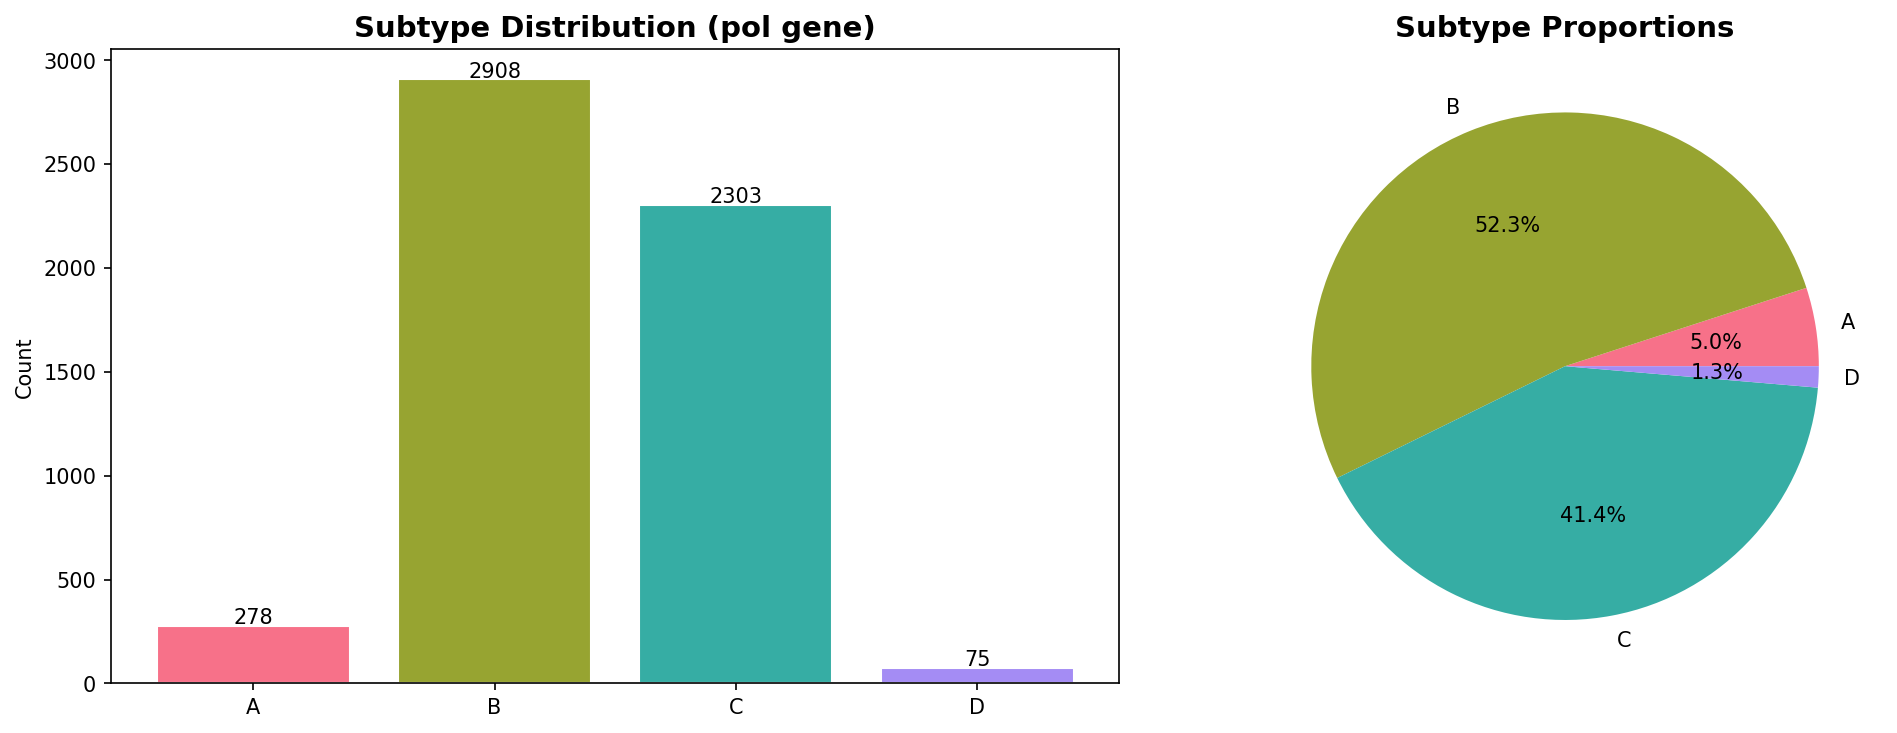 Subtype Distribution (pol gene)
3000
2500
2000
1500
1000
500
0
Count
278
2908
2303
75
A
B
C
D
Subtype Proportions
B
52.3%
A
5.0%
1.3%
D
41.4%
C